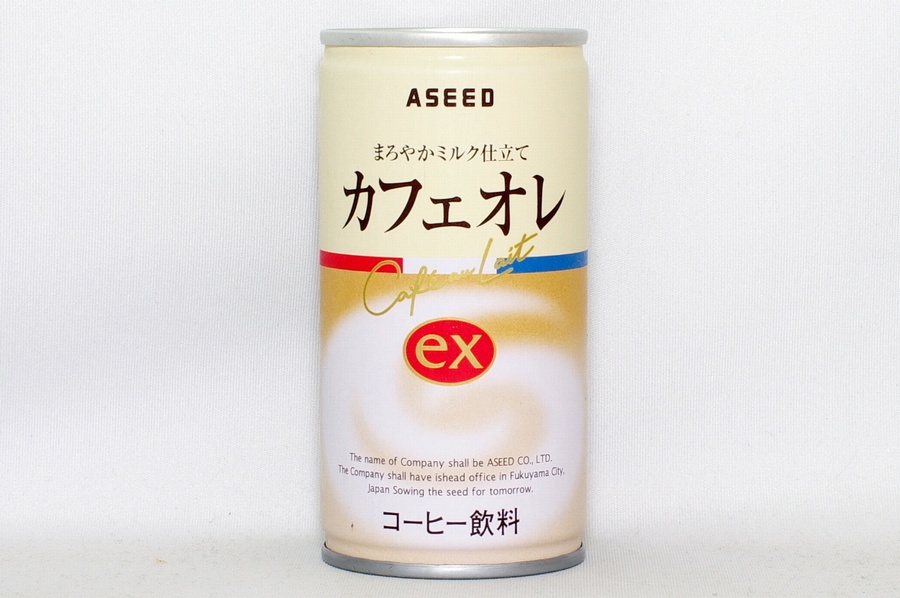 ASEED
まろやかミルク仕立て
カフェオレ
Café au Lait
ex
The name of Company shall be ASEED CO., LTD.
The Company shall have ishead office in Fukuyama City,
Japan Sowing the seed for tomorrow.
コーヒー飲料